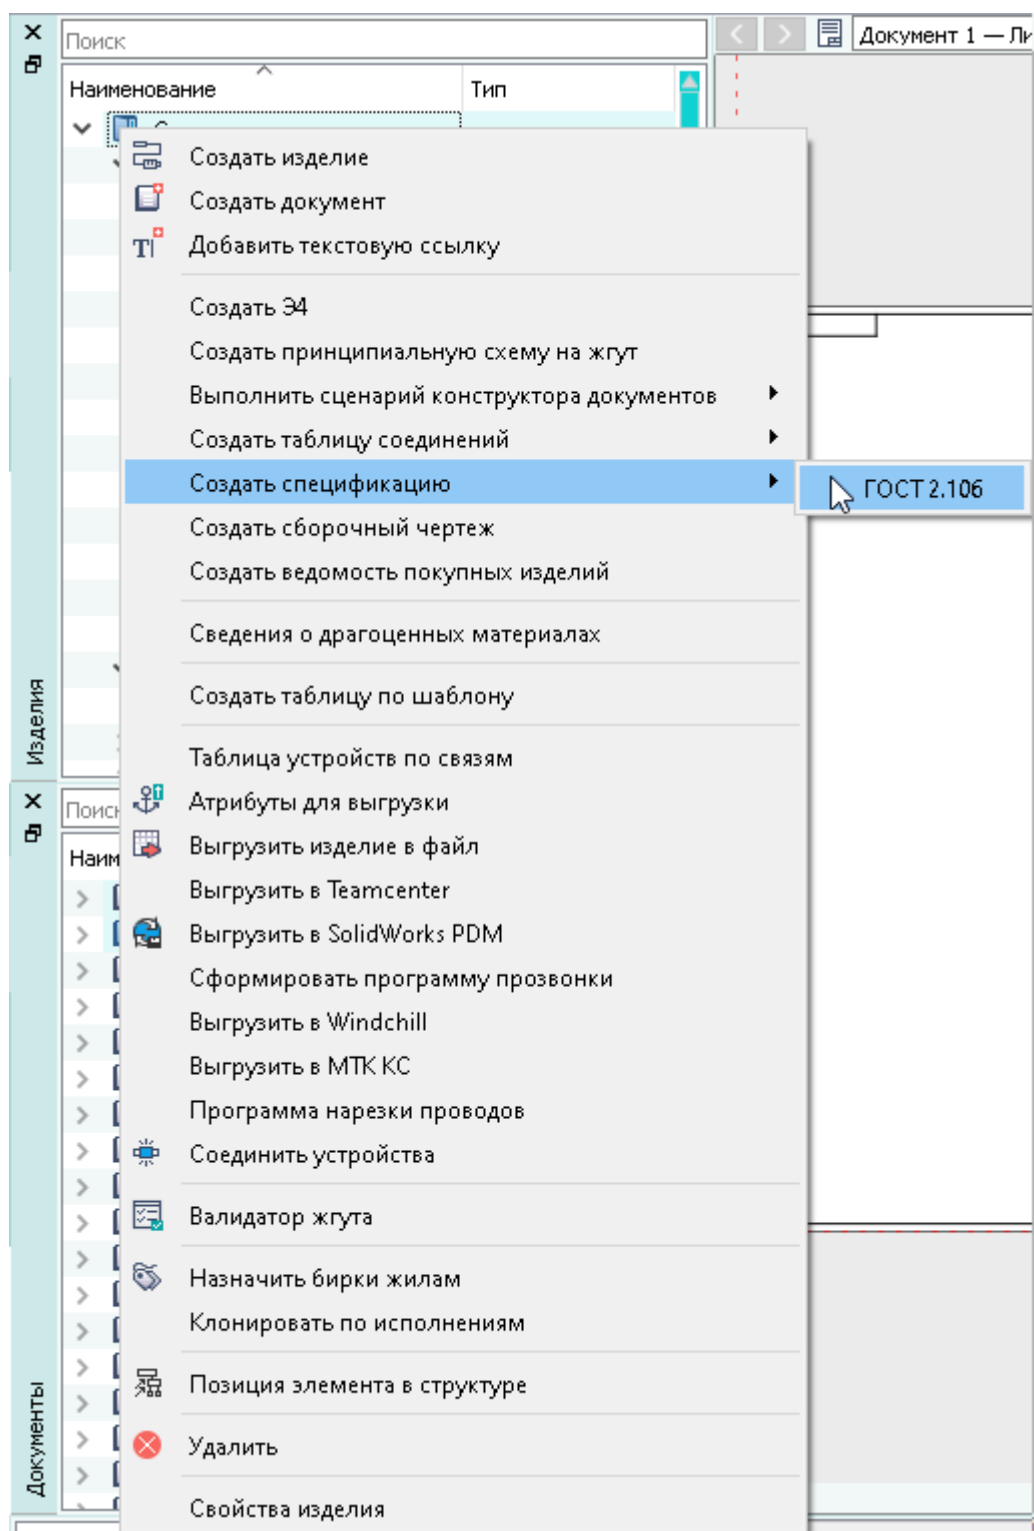 Поиск
Документ 1 — Ли
Наименование
Тип
Создать изделие
Создать документ
Добавить текстовую ссылку
Создать Э4
Создать принципиальную схему на жгут
Выполнить сценарий конструктора документов
Создать таблицу соединений
Создать спецификацию
ГОСТ 2.106
Создать сборочный чертеж
Создать ведомость покупных изделий
Сведения о драгоценных материалах
Создать таблицу по шаблону
Таблица устройств по связям
Атрибуты для выгрузки
Выгрузить изделие в файл
Выгрузить в Teamcenter
Выгрузить в SolidWorks PDM
Сформировать программу прозвонки
Выгрузить в Windchill
Выгрузить в МТК КС
Программа нарезки проводов
Соединить устройства
Валидатор жгута
Назначить бирки жилам
Клонировать по исполнениям
Позиция элемента в структуре
Удалить
Свойства изделия
Изделия
Поис
Наим
Документы